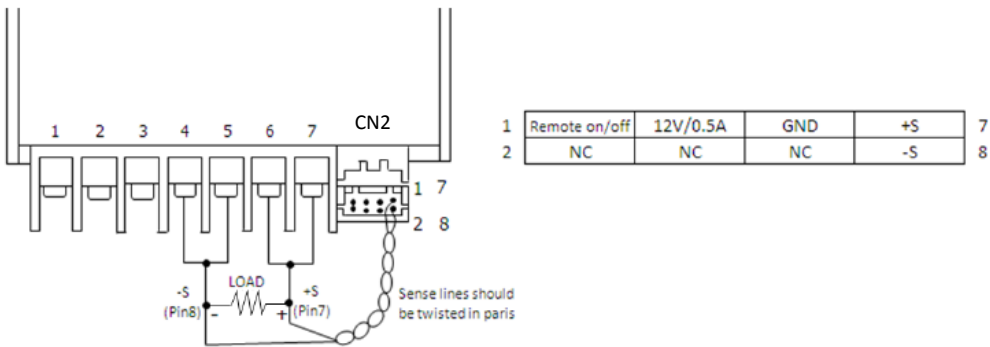 1 2 3 4 5 6 7 CN2
1 7
2 8
-S
(Pin8)
LOAD
- +
+S
(Pin7)
Sense lines should
be twisted in paris
1 Remote on/off 12V/0.5A GND +S 7
2 NC NC NC -S 8